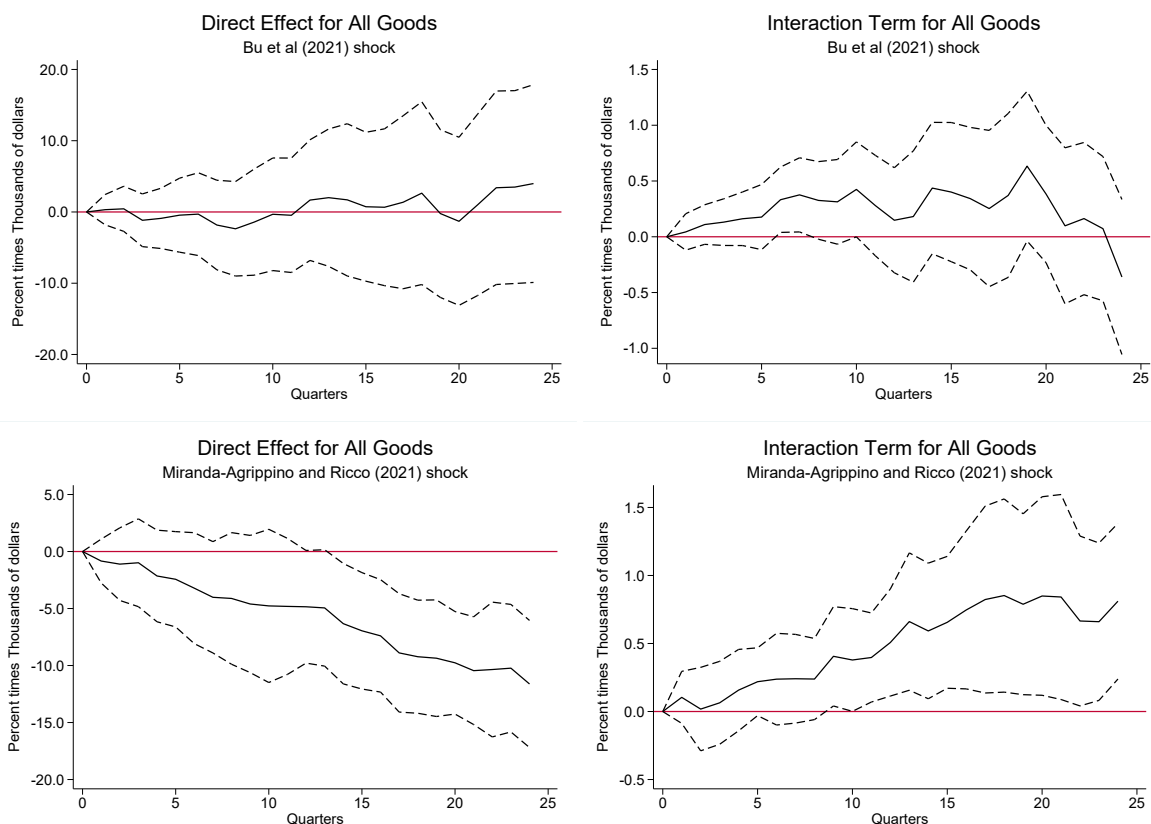 Direct Effect for All Goods
Bu et al (2021) shock
Percent times Thousands of dollars
20.0
10.0
0.0
-10.0
-20.0
0 5 10 15 20 25
Quarters
Interaction Term for All Goods
Bu et al (2021) shock
Percent times Thousands of dollars
1.5
1.0
0.5
0.0
-0.5
-1.0
0 5 10 15 20 25
Quarters
Direct Effect for All Goods
Miranda-Agrippino and Ricco (2021) shock
Percent times Thousands of dollars
5.0
0.0
-5.0
-10.0
-15.0
-20.0
0 5 10 15 20 25
Quarters
Interaction Term for All Goods
Miranda-Agrippino and Ricco (2021) shock
Percent times Thousands of dollars
1.5
1.0
0.5
0.0
-0.5
0 5 10 15 20 25
Quarters